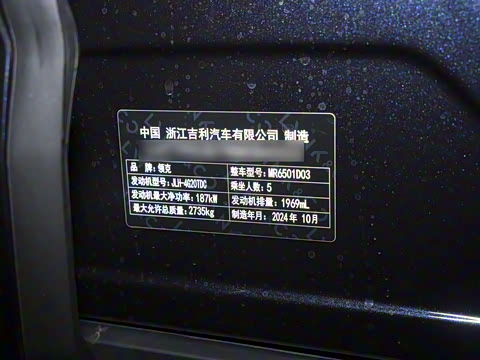 中国 浙江吉利汽车有限公司 制造
品 牌：领克 整车型号：MR6501D03
发动机型号：JLH-4G20TDC 乘坐人数：5
发动机最大净功率：187kW 发动机排量：1969mL
最大允许总质量：2735kg 制造年月：2024年 10月